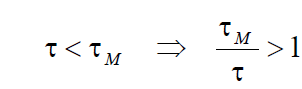 τ < τ_M ⇒ τ_M / τ > 1